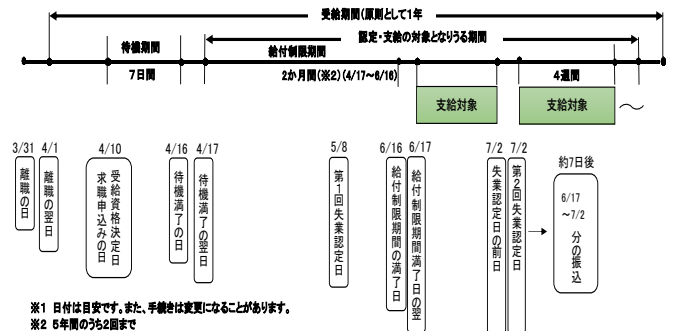 受給期間(原則として1年
認定・支給の対象となりうる期間
待機期間
給付制限期間
7日間
2か月間(※2)(4/17～6/16)
4週間
支給対象
支給対象
～
3/31
4/1
4/10
4/16
4/17
5/8
6/16
6/17
7/2
7/2
約7日後
離職の日
離職の翌日
受給資格決定日
求職申込みの日
待機満了の日
待機満了の翌日
第1回失業認定日
給付制限期間の満了日
給付制限期間満了日の翌
失業認定日の前日
第2回失業認定日
6/17
～7/2
分の振込
※1 日付は目安です。また、手続きは変更になることがあります。
※2 5年間のうち2回まで